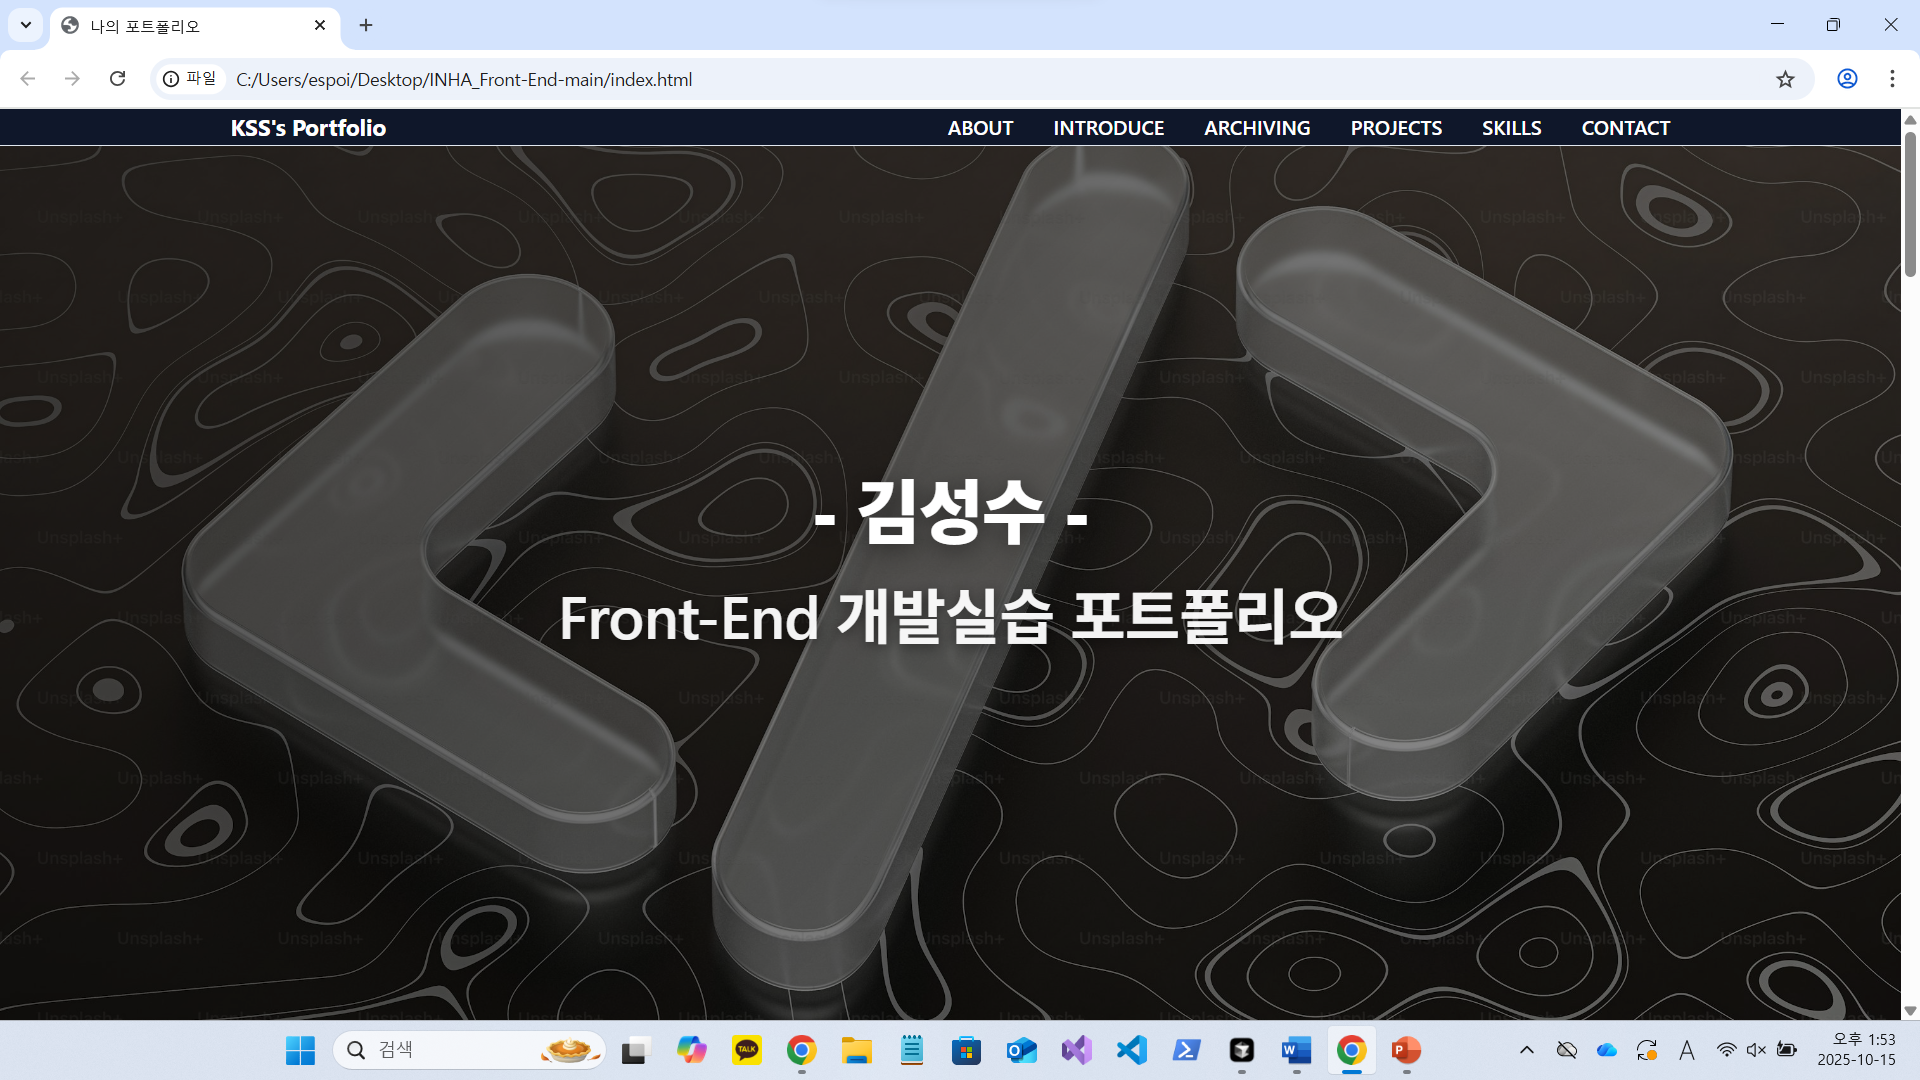 나의 포트폴리오
파일
C:/Users/espoi/Desktop/INHA_Front-End-main/index.html
KSS's Portfolio
ABOUT INTRODUCE ARCHIVING PROJECTS SKILLS CONTACT
- 김성수 -
Front-End 개발실습 포트폴리오
Unsplash+
검색
TALK
A
오후 1:53
2025-10-15